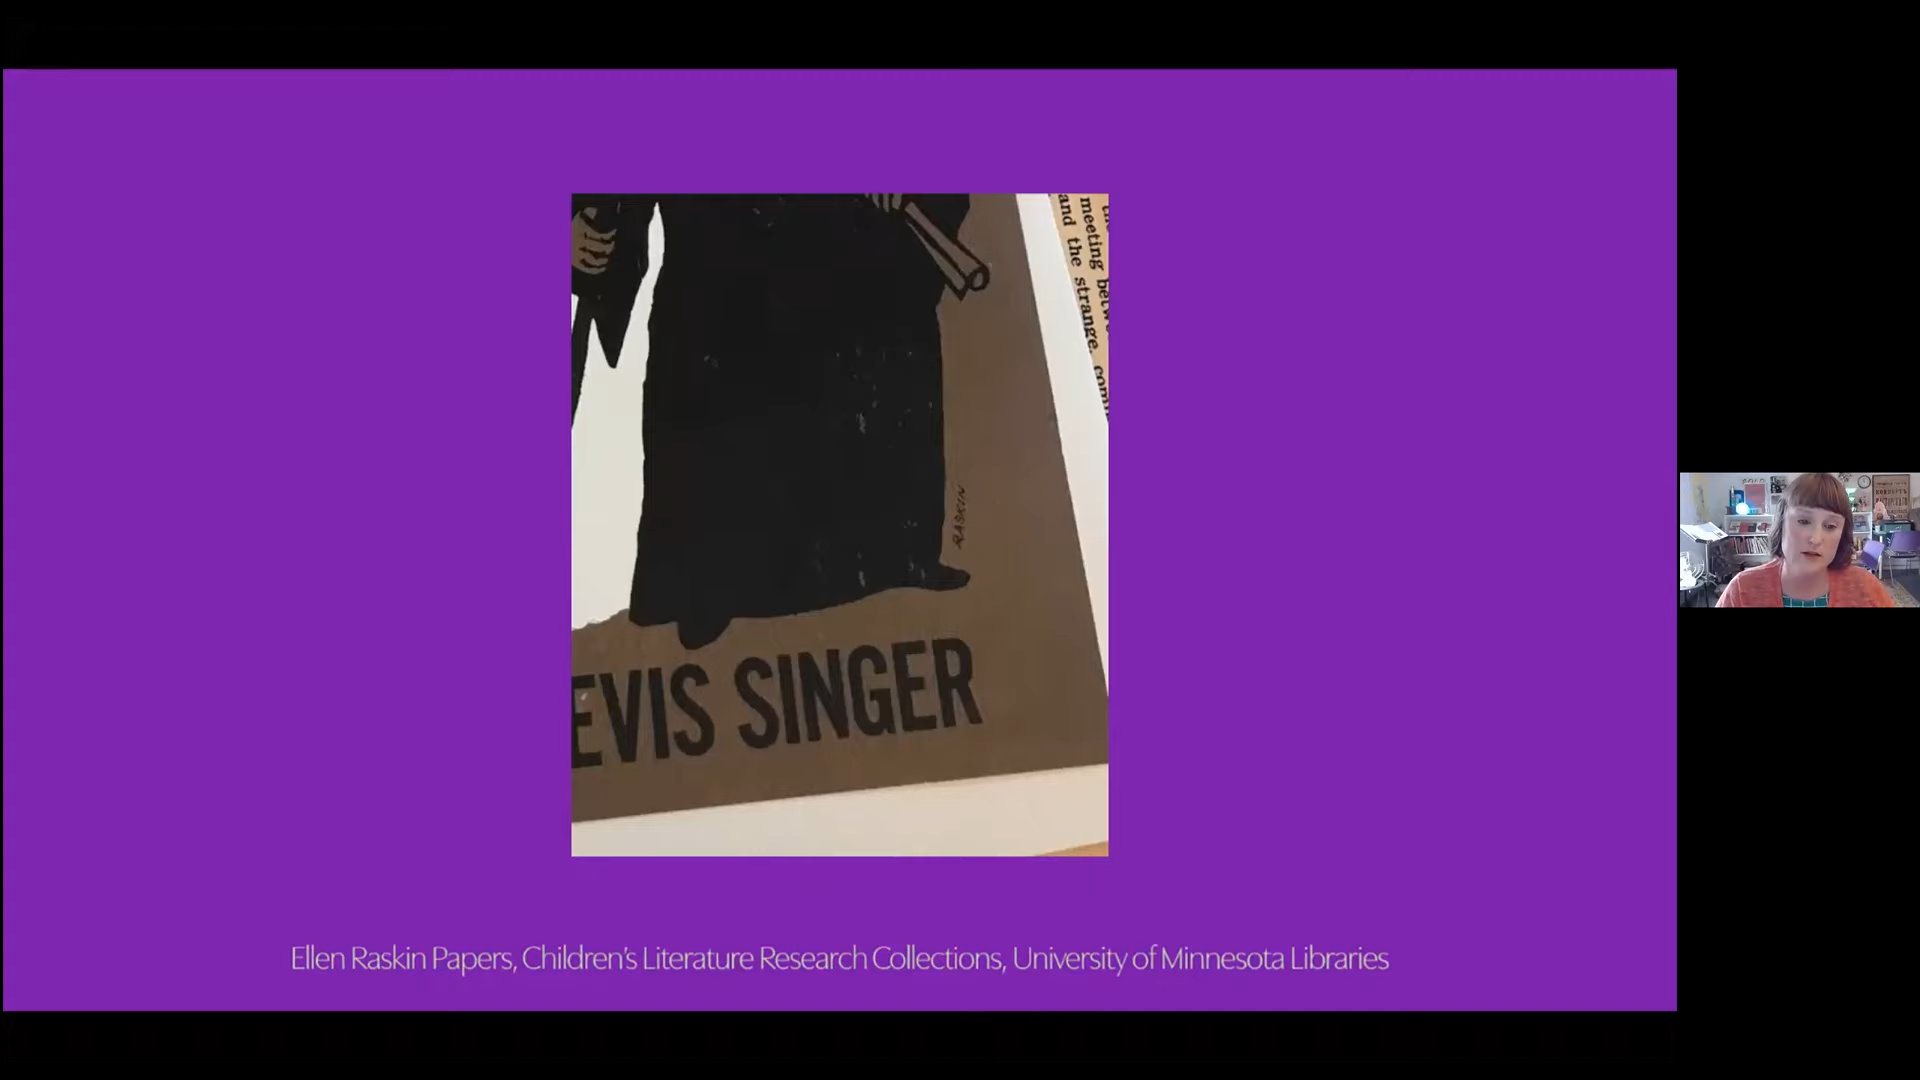 meeting betw
and the strange, com
RASKIN
EVIS SINGER
Ellen Raskin Papers, Children's Literature Research Collections, University of Minnesota Libraries